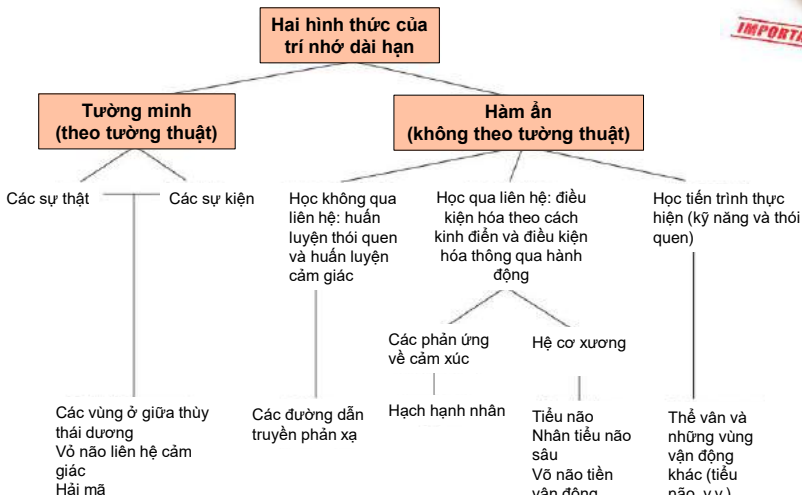 Hai hình thức của
trí nhớ dài hạn
Tường minh
(theo tường thuật)
Hàm ẩn
(không theo tường thuật)
Các sự thật
Các sự kiện
Học không qua
liên hệ: huấn
luyện thói quen
và huấn luyện
cảm giác
Học qua liên hệ: điều
kiện hóa theo cách
kinh điển và điều kiện
hóa thông qua hành
động
Học tiến trình thực
hiện (kỹ năng và thói
quen)
Các phản ứng
về cảm xúc
Hệ cơ xương
Các vùng ở giữa thùy
thái dương
Vỏ não liên hệ cảm
giác
Hải mã
Các đường dẫn
truyền phản xạ
Hạch hạnh nhân
Tiểu não
Nhân tiểu não
sâu
Võ não tiền
vận động
Thể vân và
những vùng
vận động
khác (tiểu
não, v.v.)